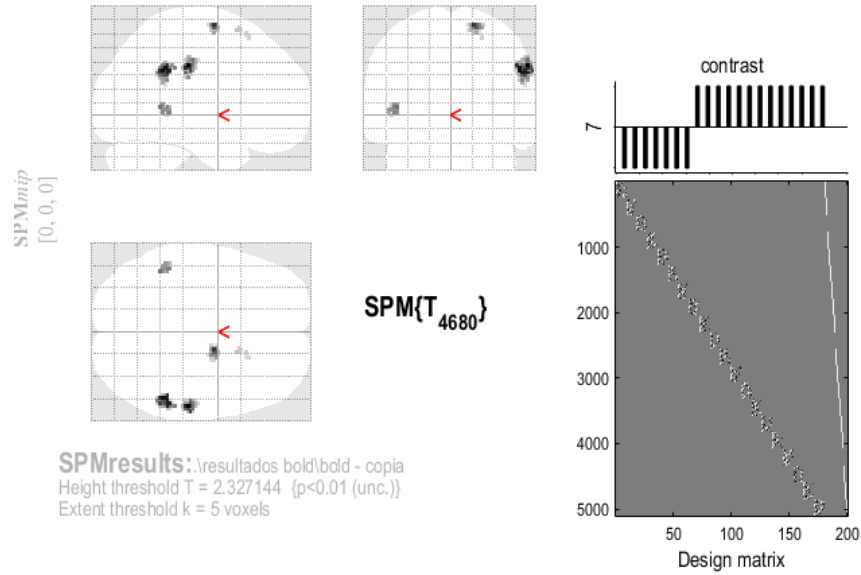 SPMmip
[0, 0, 0]
<
<
<
SPM{T4680}
SPMresults:.\resultados bold\bold - copia
Height threshold T = 2.327144 {p<0.01 (unc.)}
Extent threshold k = 5 voxels
contrast
7
1000
2000
3000
4000
5000
50 100 150 200
Design matrix